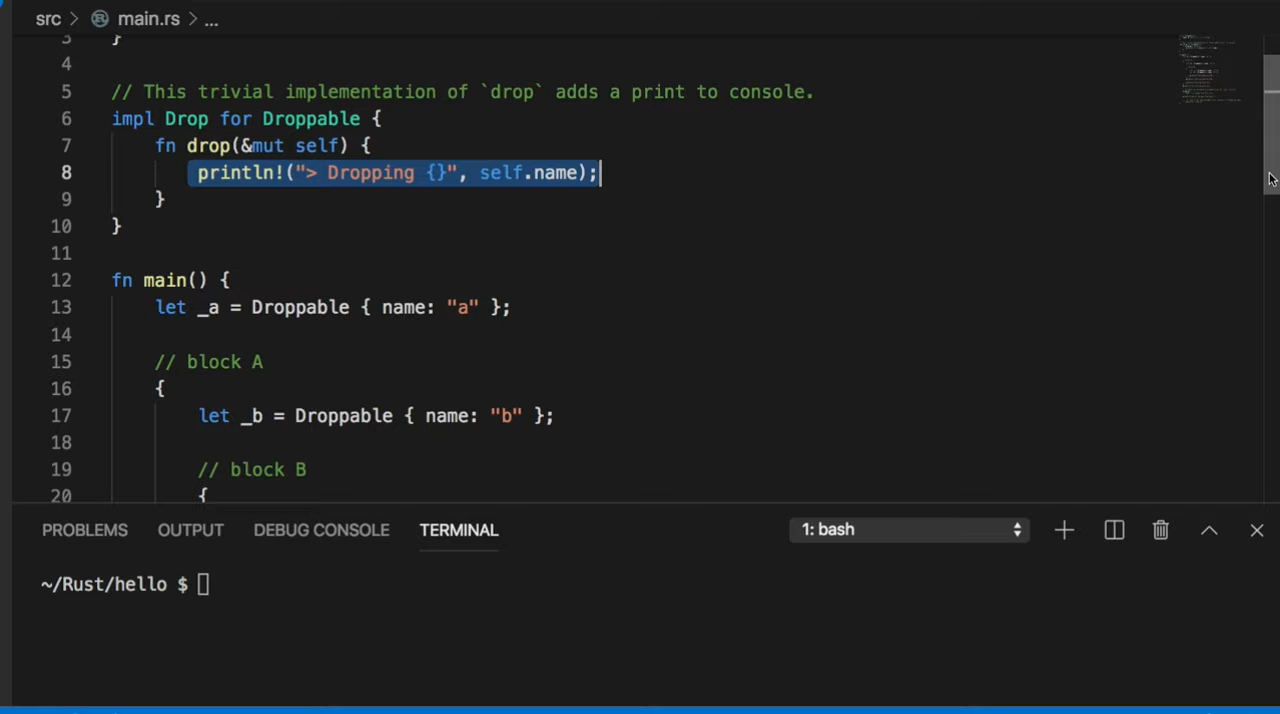 src > main.rs > ...
3 }
4
5 // This trivial implementation of `drop` adds a print to console.
6 impl Drop for Droppable {
7 fn drop(&mut self) {
8 println!("> Dropping {}", self.name);
9 }
10 }
11
12 fn main() {
13 let _a = Droppable { name: "a" };
14
15 // block A
16 {
17 let _b = Droppable { name: "b" };
18
19 // block B
20 {
PROBLEMS OUTPUT DEBUG CONSOLE TERMINAL 1: bash
~/Rust/hello $